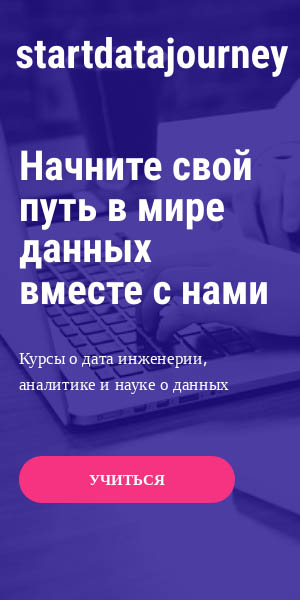 startdatajourney
Начните свой
путь в мире
данных
вместе с нами
Курсы о дата инженерии,
аналитике и науке о данных
УЧИТЬСЯ